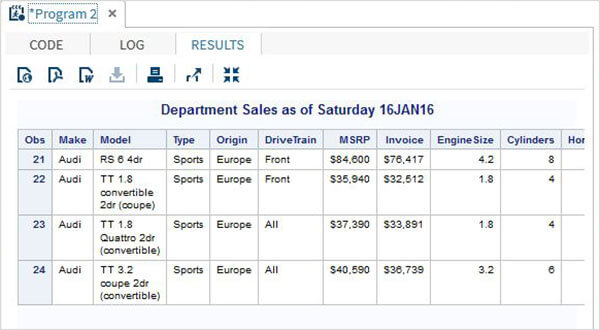 *Program 2 ×
CODE LOG RESULTS
Department Sales as of Saturday 16JAN16
Obs Make Model Type Origin DriveTrain MSRP Invoice EngineSize Cylinders Hor
21 Audi RS 6 4dr Sports Europe Front $84,600 $76,417 4.2 8
22 Audi TT 1.8 Sports Europe Front $35,940 $32,512 1.8 4
convertible
2dr (coupe)
23 Audi TT 1.8 Sports Europe All $37,390 $33,891 1.8 4
Quattro 2dr
(convertible)
24 Audi TT 3.2 Sports Europe All $40,590 $36,739 3.2 6
coupe 2dr
(convertible)